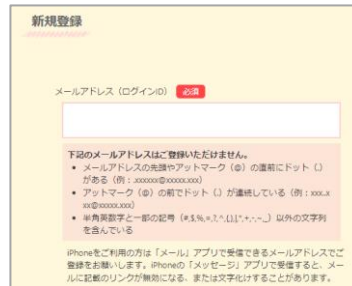 新規登録
メールアドレス（ログインID） 必須
下記のメールアドレスはご登録いただけません。
• メールアドレスの先頭やアットマーク（@）の直前にドット（.）
がある（例：.xxxxxx@xxxxx.xxx）
• アットマーク（@）の前でドット（.）が連続している（例：xxx..x
xx@xxxxx.xxx）
• 半角英数字と一部の記号（#,$,%,=,?,^,{,},|,*,+,-,~,_）以外の文字列
を含んでいる
iPhoneをご利用の方は「メール」アプリで受信できるメールアドレスでご
登録をお願いします。iPhoneの「メッセージ」アプリで受信すると、メー
ルに記載のリンクが無効になる、または文字化けすることがあります。